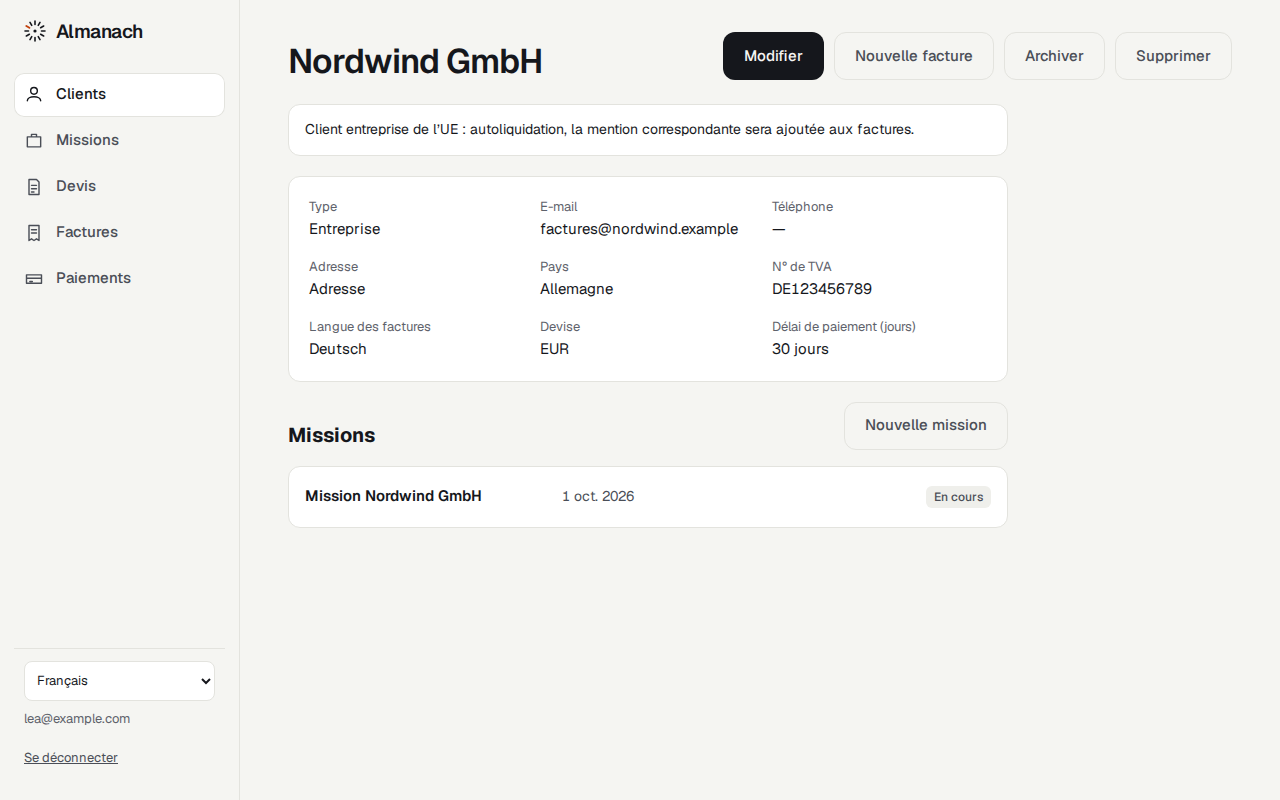 Almanach
Clients
Missions
Devis
Factures
Paiements
Français
lea@example.com
Se déconnecter
Nordwind GmbH
Modifier
Nouvelle facture
Archiver
Supprimer
Client entreprise de l’UE : autoliquidation, la mention correspondante sera ajoutée aux factures.
Type
Entreprise
E-mail
factures@nordwind.example
Téléphone
—
Adresse
Adresse
Pays
Allemagne
N° de TVA
DE123456789
Langue des factures
Deutsch
Devise
EUR
Délai de paiement (jours)
30 jours
Missions
Nouvelle mission
Mission Nordwind GmbH
1 oct. 2026
En cours